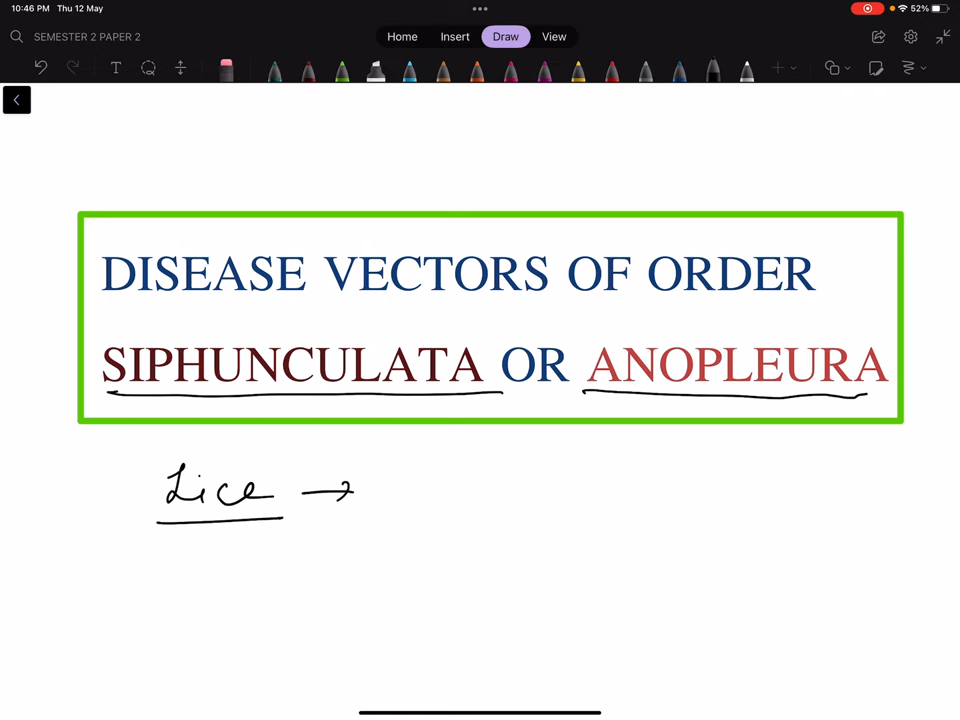 10:46 PM Thu 12 May
52%
SEMESTER 2 PAPER 2
Home Insert Draw View
DISEASE VECTORS OF ORDER
SIPHUNCULATA OR ANOPLEURA
Lice →